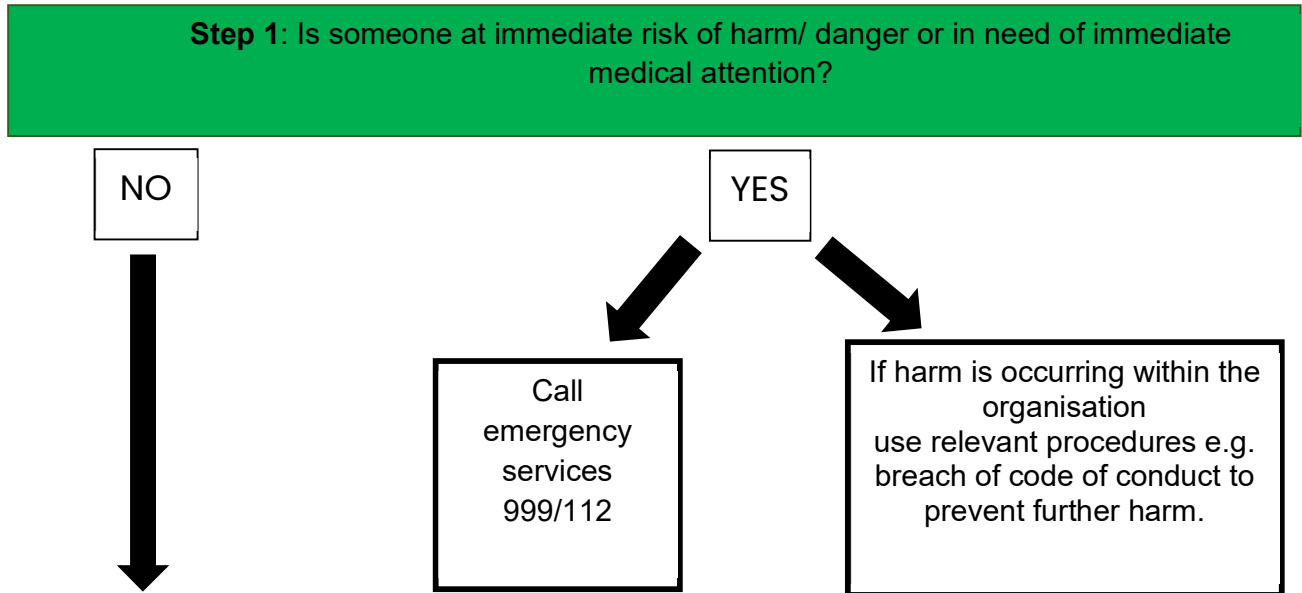 Step 1: Is someone at immediate risk of harm/ danger or in need of immediate
medical attention?
NO
YES
Call
emergency
services
999/112
If harm is occurring within the
organisation
use relevant procedures e.g.
breach of code of conduct to
prevent further harm.